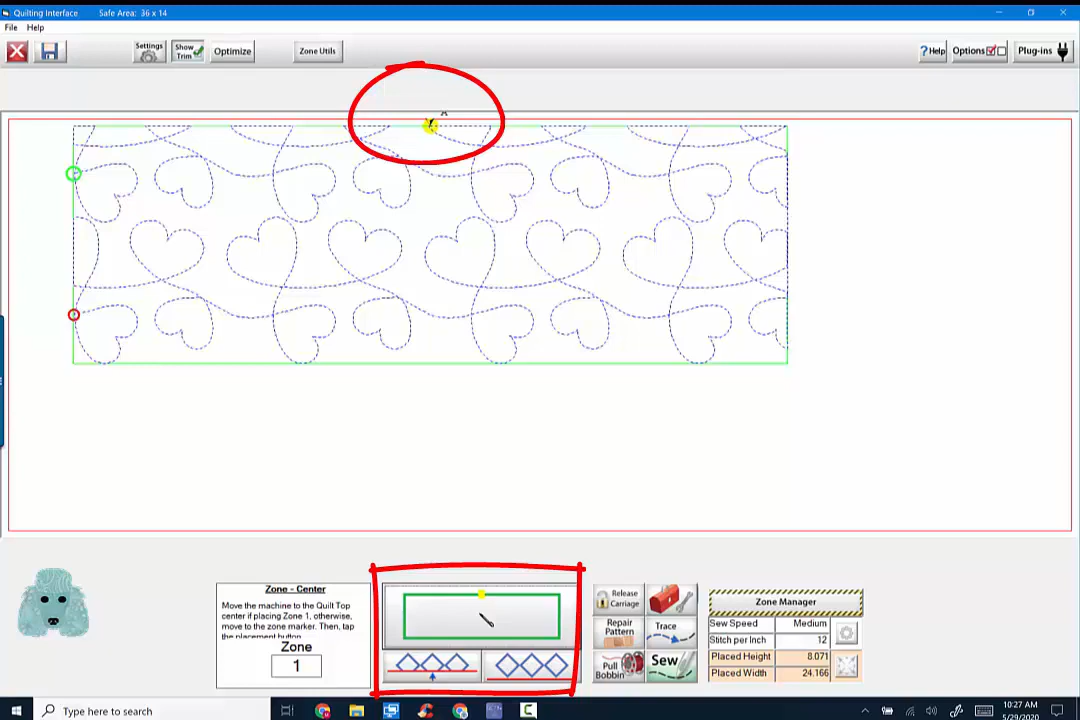 Quilting Interface Safe Area: 36 x 14
File Help
Settings
Show
Trim
Optimize
Zone Utils
?Help
Options
Plug-ins
Zone - Center
Move the machine to the Quilt Top
center if placing Zone 1, otherwise,
move to the zone marker. Then, tap
the placement button
Zone
1
Release
Carriage
Repair
Pattern
Trace
Pull
Bobbin
Sew
Zone Manager
Sew Speed Medium
Stitch per Inch 12
Placed Height 8.071
Placed Width 24.166
Type here to search
10:27 AM
5/29/2020